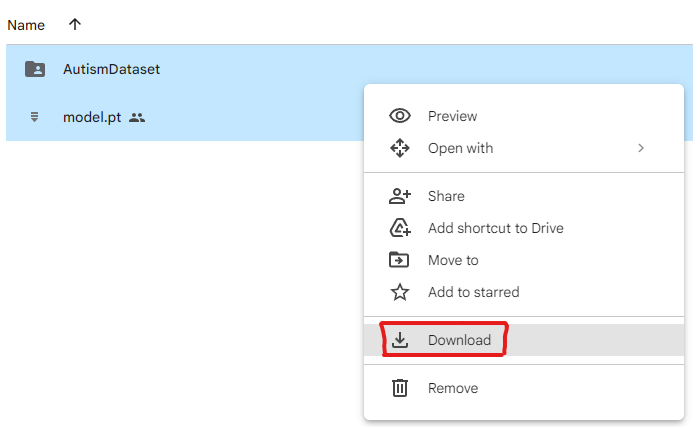 Name
AutismDataset
model.pt
Preview
Open with
Share
Add shortcut to Drive
Move to
Add to starred
Download
Remove